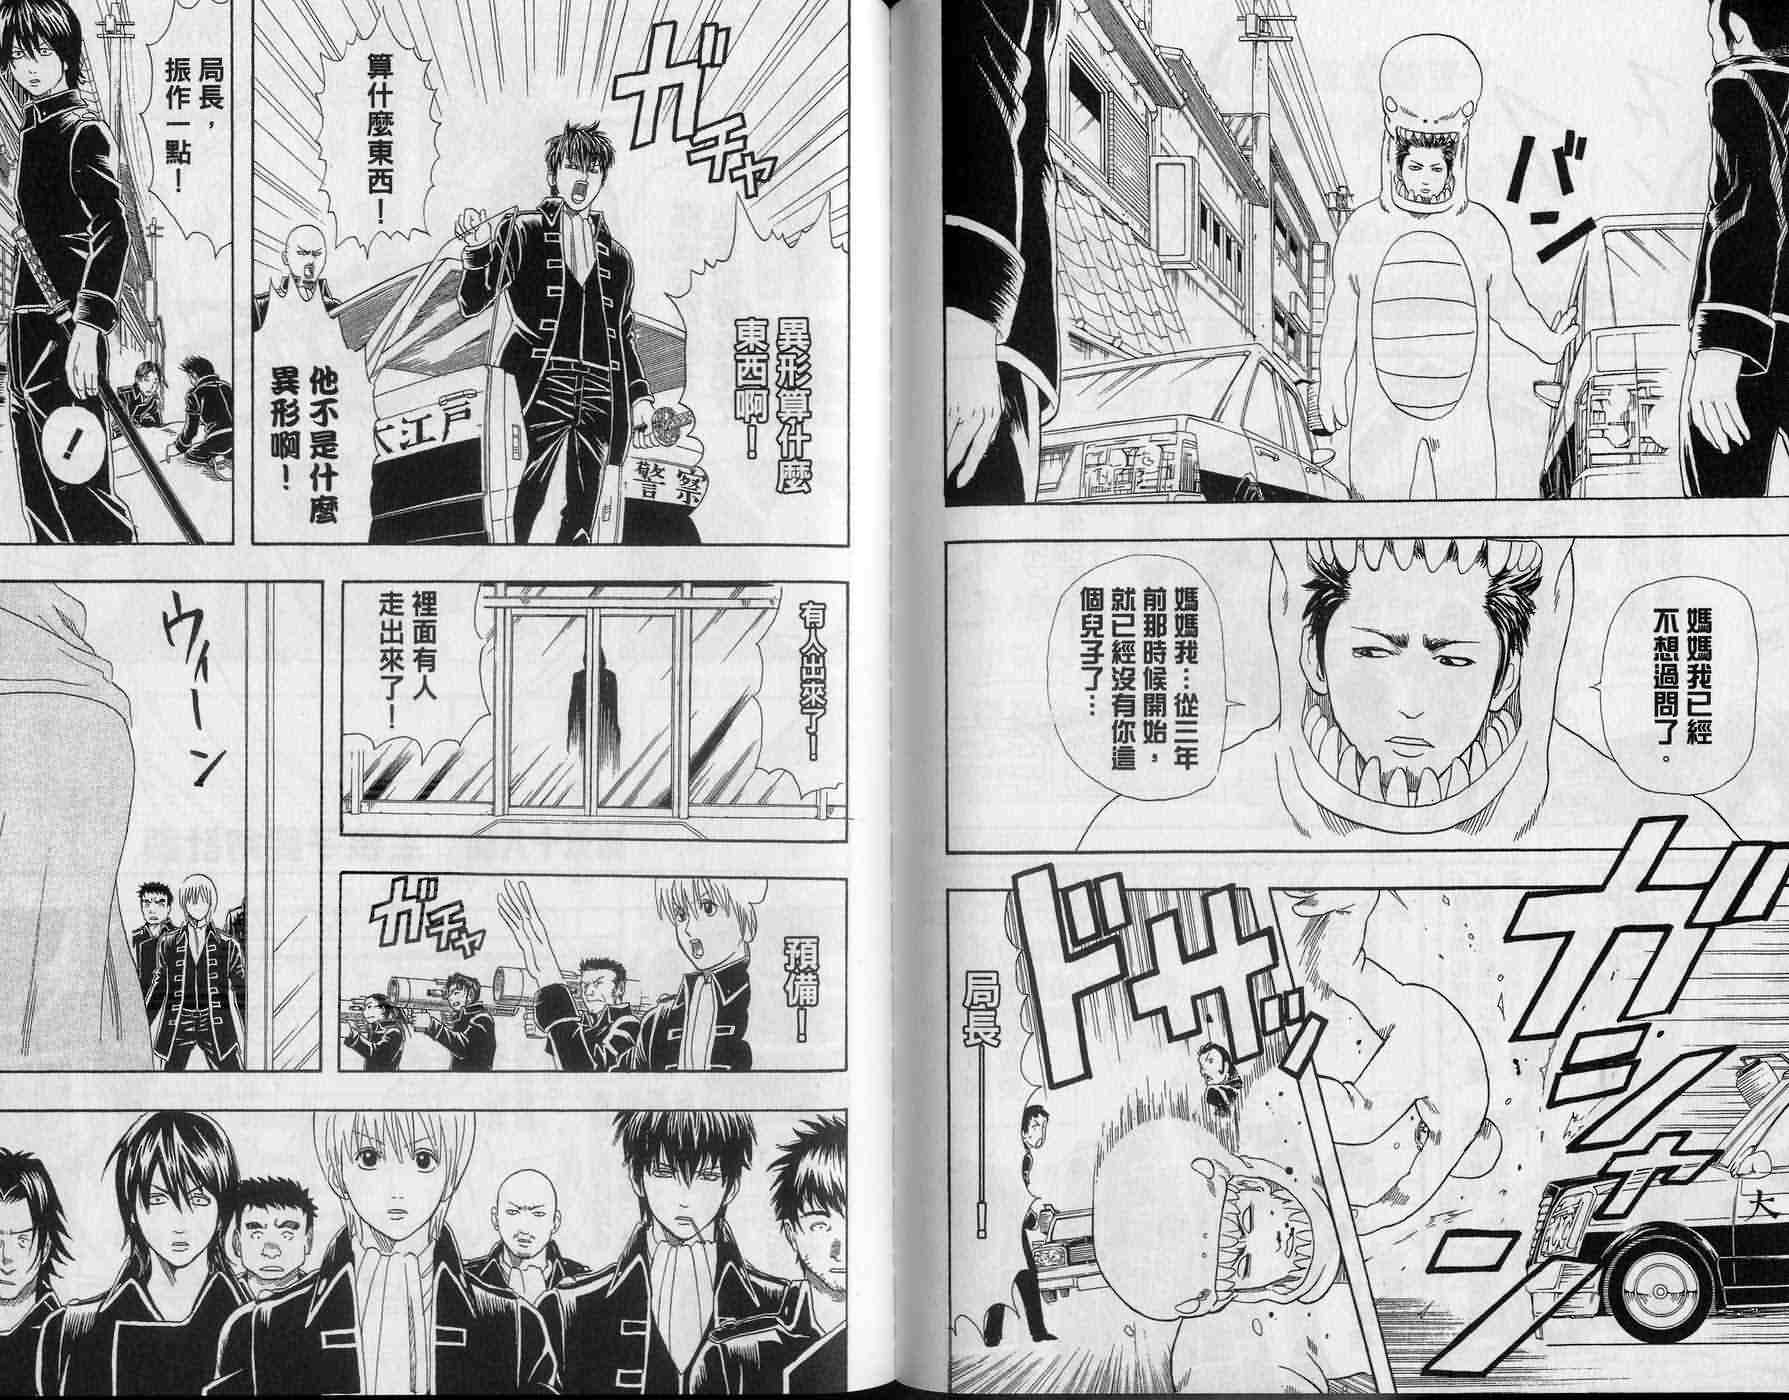 バン
媽媽我已經
不想過問了。
媽媽我…從三年
前那時候開始，
就已經沒有你這
個兒子了…
ガシャーン
大
ドサッ
局長──！
ガチャ
異形算什麼
東西啊！
算什麼東西！
他不是什麼
異形啊！
大江戶
警察
局長，
振作一點！
！
有人出來了！
裡面有人
走出來了！
ウィーン
預備！
ガチャ